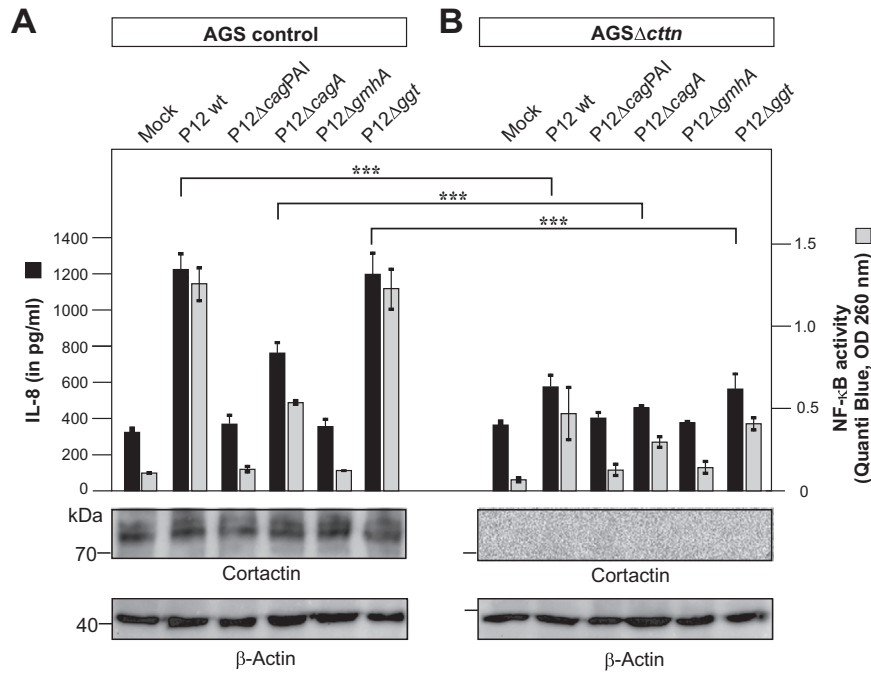 A
B
AGS control
AGSΔcttn
Mock
P12 wt
P12ΔcagPAI
P12ΔcagA
P12ΔgmhA
P12Δggt
Mock
P12 wt
P12ΔcagPAI
P12ΔcagA
P12ΔgmhA
P12Δggt
***
***
***
IL-8 (in pg/ml)
1400
1200
1000
800
600
400
200
0
1.5
1.0
0.5
0
NF-κB activity
(Quanti Blue, OD 260 nm)
kDa
70
Cortactin
Cortactin
40
β-Actin
β-Actin